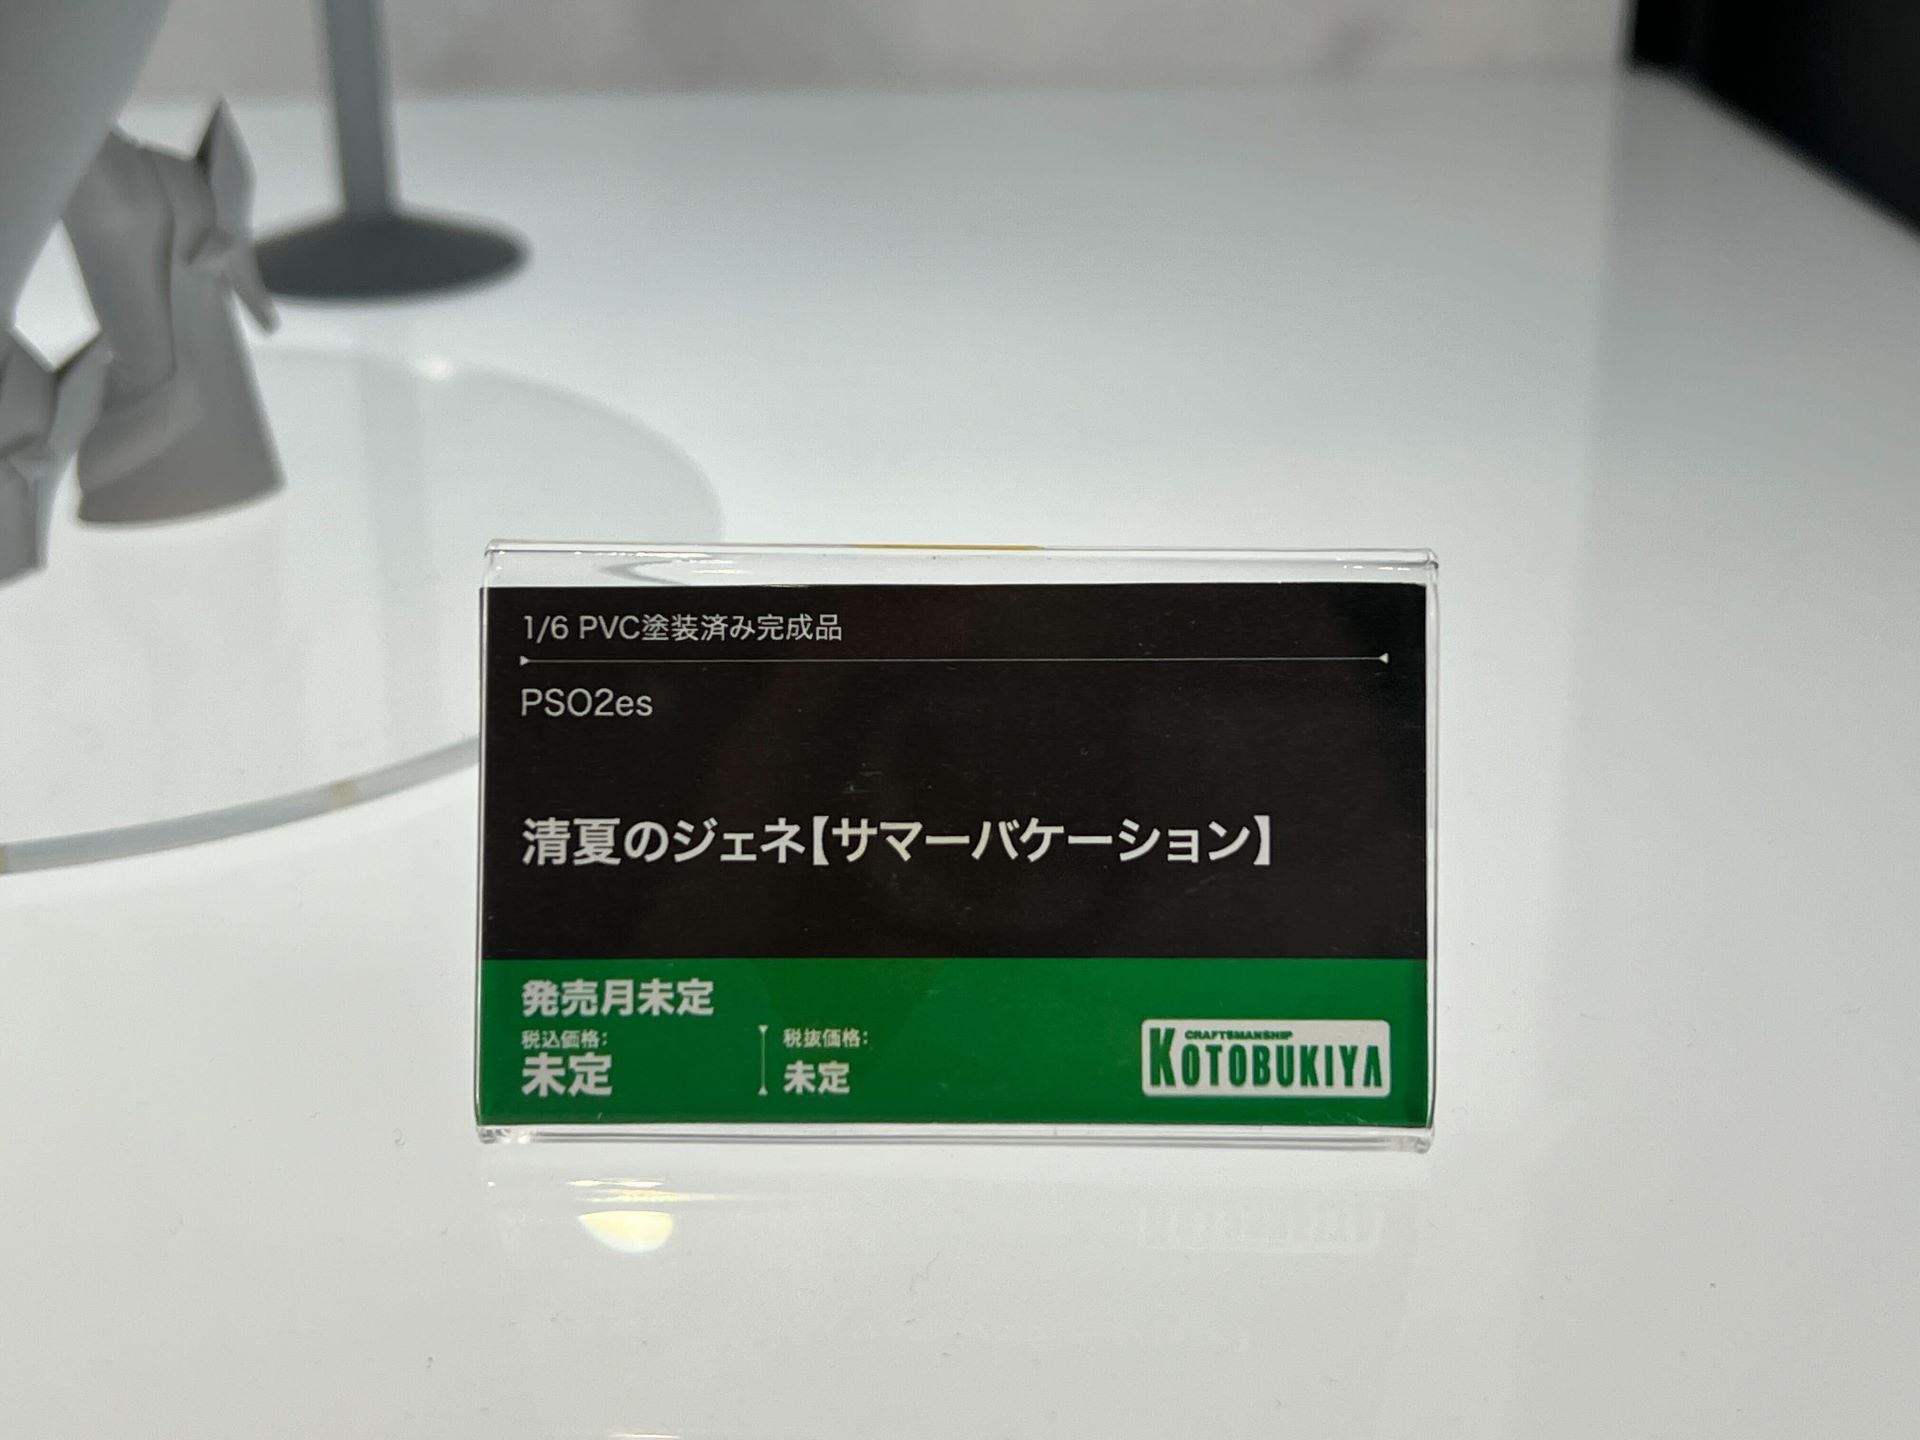 1/6 PVC塗装済み完成品
PSO2es
清夏のジェネ【サマーバケーション】
発売月未定
税込価格:
未定
税抜価格:
未定
CRAFTSMANSHIP
KOTOBUKIYA